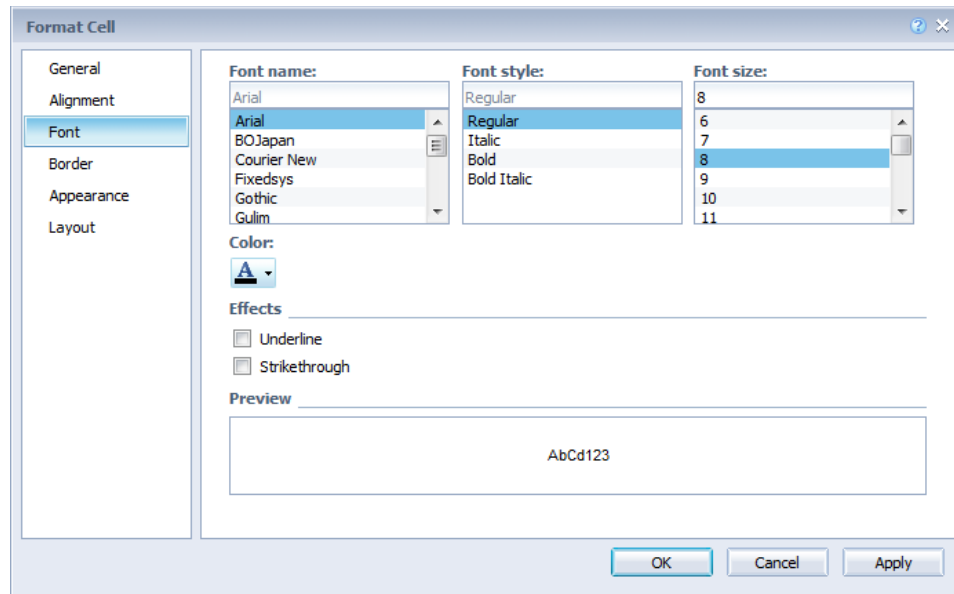 Format Cell
General
Alignment
Font
Border
Appearance
Layout
Font name:
Arial
Arial
BOJapan
Courier New
Fixedsys
Gothic
Gulim
Font style:
Regular
Regular
Italic
Bold
Bold Italic
Font size:
8
6
7
8
9
10
11
Color:
A
Effects
Underline
Strikethrough
Preview
AbCd123
OK Cancel Apply